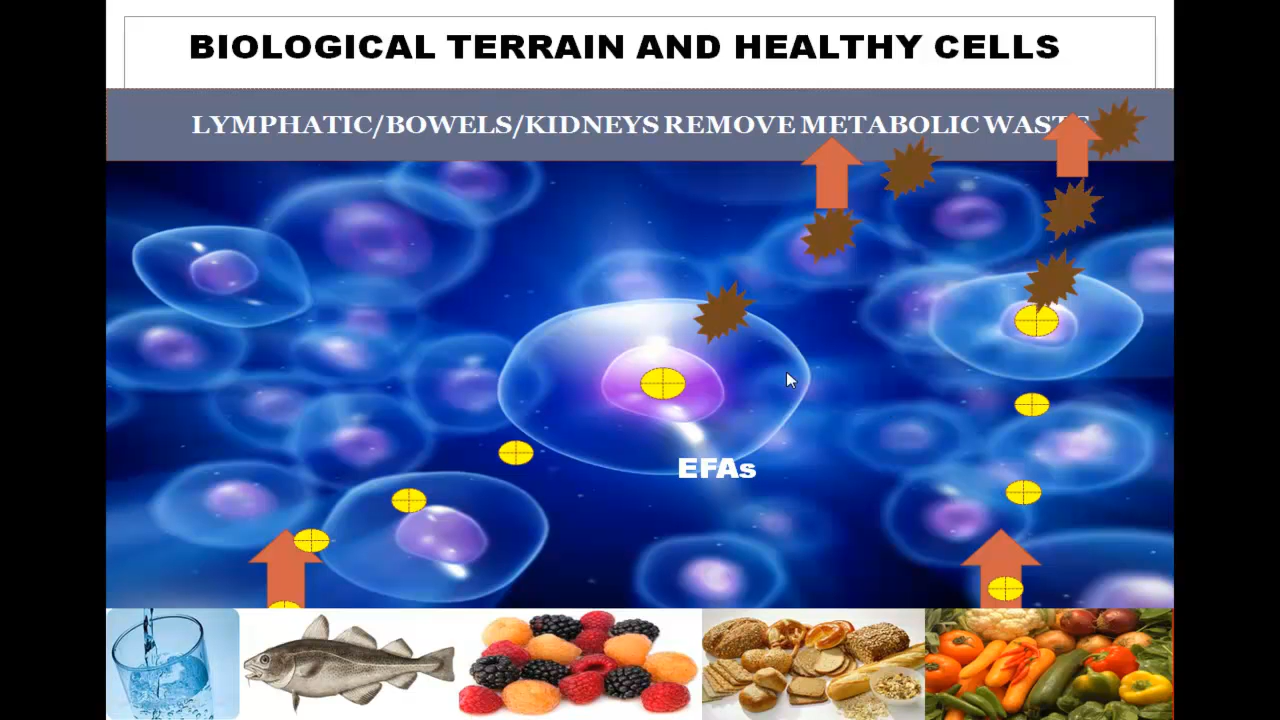 BIOLOGICAL TERRAIN AND HEALTHY CELLS
LYMPHATIC/BOWELS/KIDNEYS REMOVE METABOLIC WASTE
EFAs